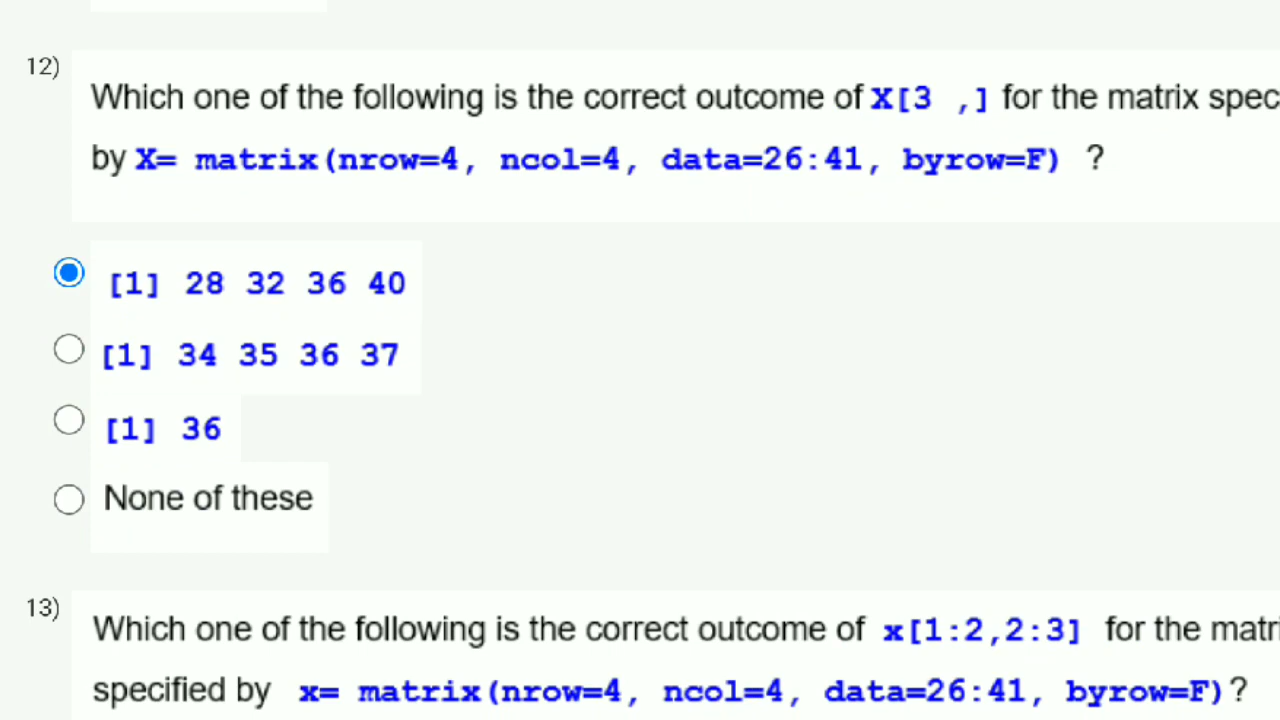 12)
Which one of the following is the correct outcome of X[3 ,] for the matrix spec
by X= matrix(nrow=4, ncol=4, data=26:41, byrow=F) ?
[1] 28 32 36 40
[1] 34 35 36 37
[1] 36
None of these
13)
Which one of the following is the correct outcome of x[1:2,2:3] for the matri
specified by x= matrix(nrow=4, ncol=4, data=26:41, byrow=F)?